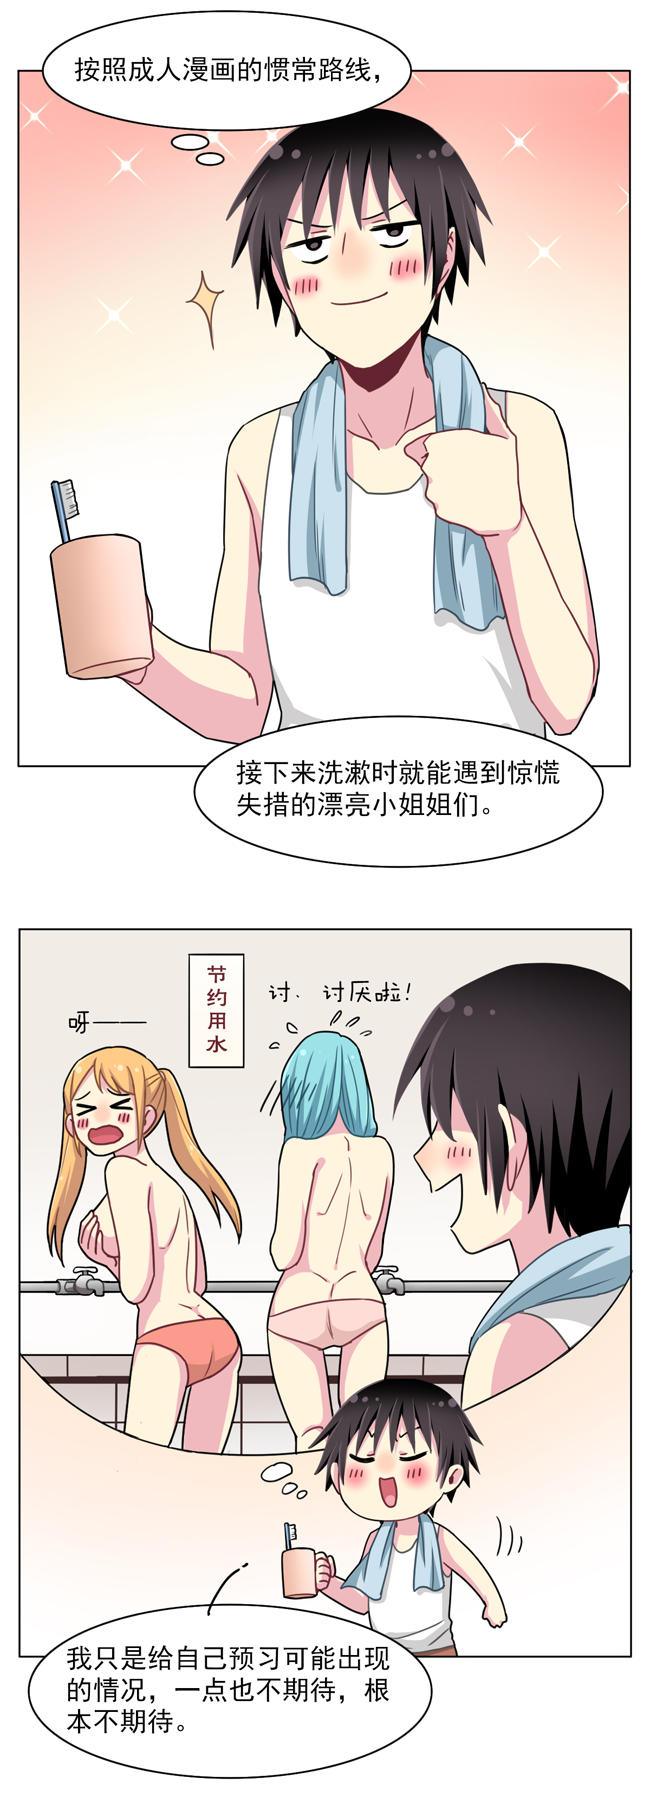 按照成人漫画的惯常路线，
接下来洗漱时就能遇到惊慌
失措的漂亮小姐姐们。
呀——
节约用水
讨、讨厌啦！
我只是给自己预习可能出现
的情况，一点也不期待，根
本不期待。